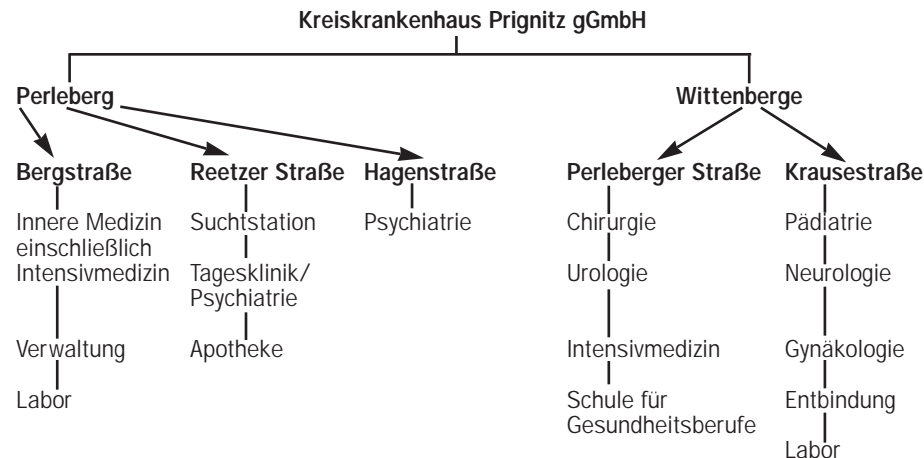 Kreiskrankenhaus Prignitz gGmbH
Perleberg
Wittenberge
Bergstraße
Reetzer Straße
Hagenstraße
Perleberger Straße
Krausestraße
Innere Medizin
einschließlich
Intensivmedizin
Verwaltung
Labor
Suchtstation
Tagesklinik/
Psychiatrie
Apotheke
Psychiatrie
Chirurgie
Urologie
Intensivmedizin
Schule für
Gesundheitsberufe
Pädiatrie
Neurologie
Gynäkologie
Entbindung
Labor